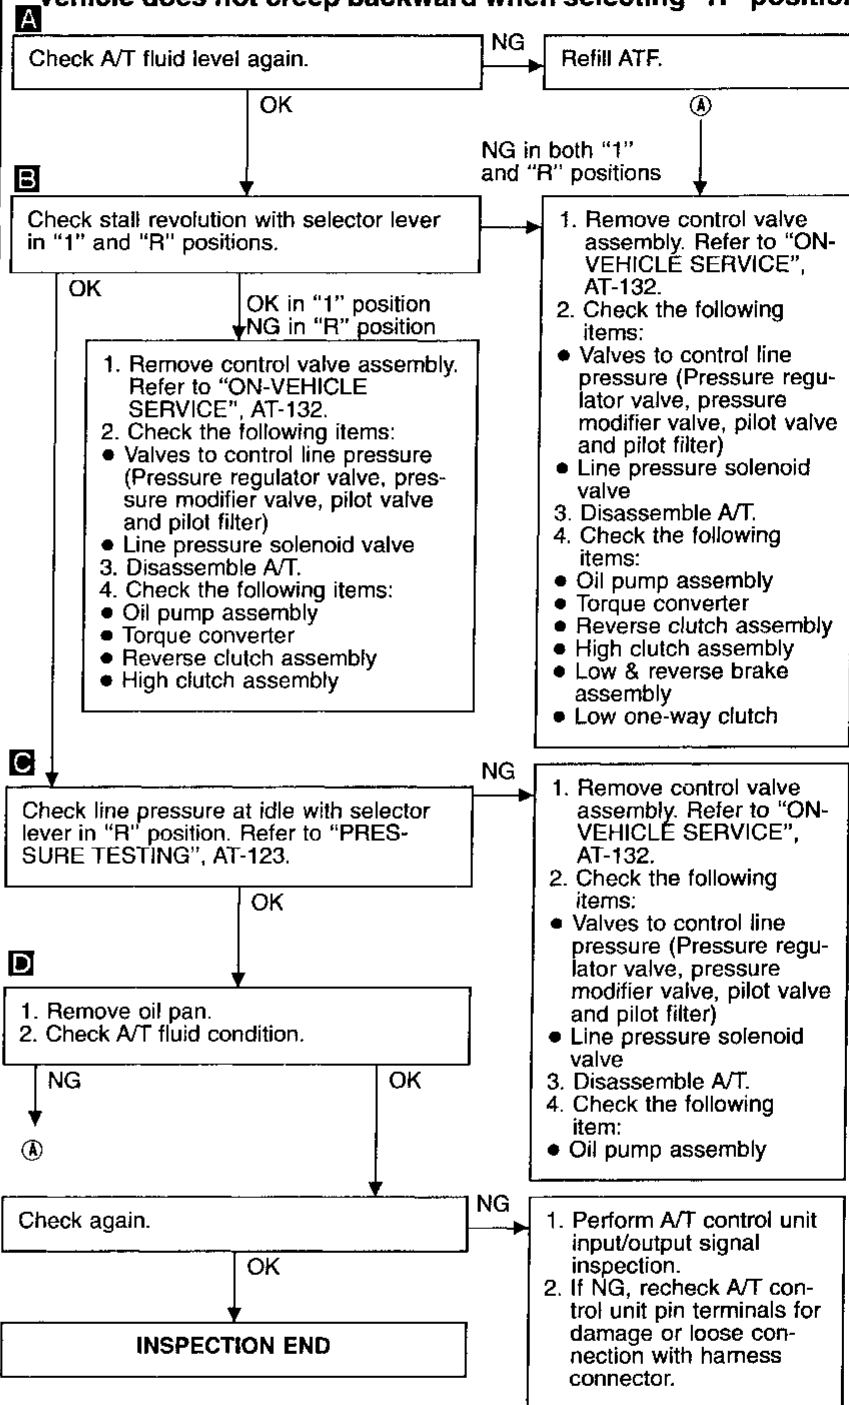 Vehicle does not creep backward when selecting "R" position
A
Check A/T fluid level again.
NG
Refill ATF.
OK
Ⓐ
NG in both "1"
and "R" positions
B
Check stall revolution with selector lever
in "1" and "R" positions.
OK
OK in "1" position
NG in "R" position
1. Remove control valve assembly.
Refer to "ON-VEHICLE
SERVICE", AT-132.
2. Check the following items:
● Valves to control line pressure
(Pressure regulator valve, pres-
sure modifier valve, pilot valve
and pilot filter)
● Line pressure solenoid valve
3. Disassemble A/T.
4. Check the following items:
● Oil pump assembly
● Torque converter
● Reverse clutch assembly
● High clutch assembly
1. Remove control valve
assembly. Refer to "ON-
VEHICLE SERVICE",
AT-132.
2. Check the following
items:
● Valves to control line
pressure (Pressure regu-
lator valve, pressure
modifier valve, pilot valve
and pilot filter)
● Line pressure solenoid
valve
3. Disassemble A/T.
4. Check the following
items:
● Oil pump assembly
● Torque converter
● Reverse clutch assembly
● High clutch assembly
● Low & reverse brake
assembly
● Low one-way clutch
C
Check line pressure at idle with selector
lever in "R" position. Refer to "PRES-
SURE TESTING", AT-123.
NG
1. Remove control valve
assembly. Refer to "ON-
VEHICLE SERVICE",
AT-132.
2. Check the following
items:
● Valves to control line
pressure (Pressure regu-
lator valve, pressure
modifier valve, pilot valve
and pilot filter)
● Line pressure solenoid
valve
3. Disassemble A/T.
4. Check the following
item:
● Oil pump assembly
OK
D
1. Remove oil pan.
2. Check A/T fluid condition.
NG
OK
Ⓐ
Check again.
NG
1. Perform A/T control unit
input/output signal
inspection.
2. If NG, recheck A/T con-
trol unit pin terminals for
damage or loose con-
nection with harness
connector.
OK
INSPECTION END